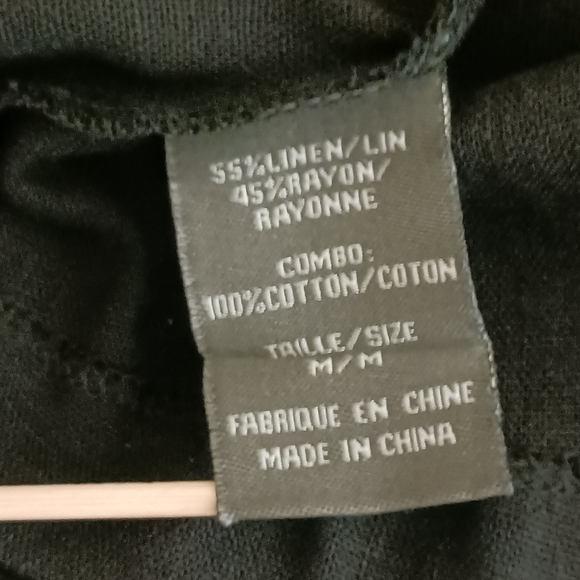 55%LINEN/LIN
45%RAYON/
RAYONNE
COMBO:
100%COTTON/COTON
TAILLE/SIZE
M/M
FABRIQUE EN CHINE
MADE IN CHINA